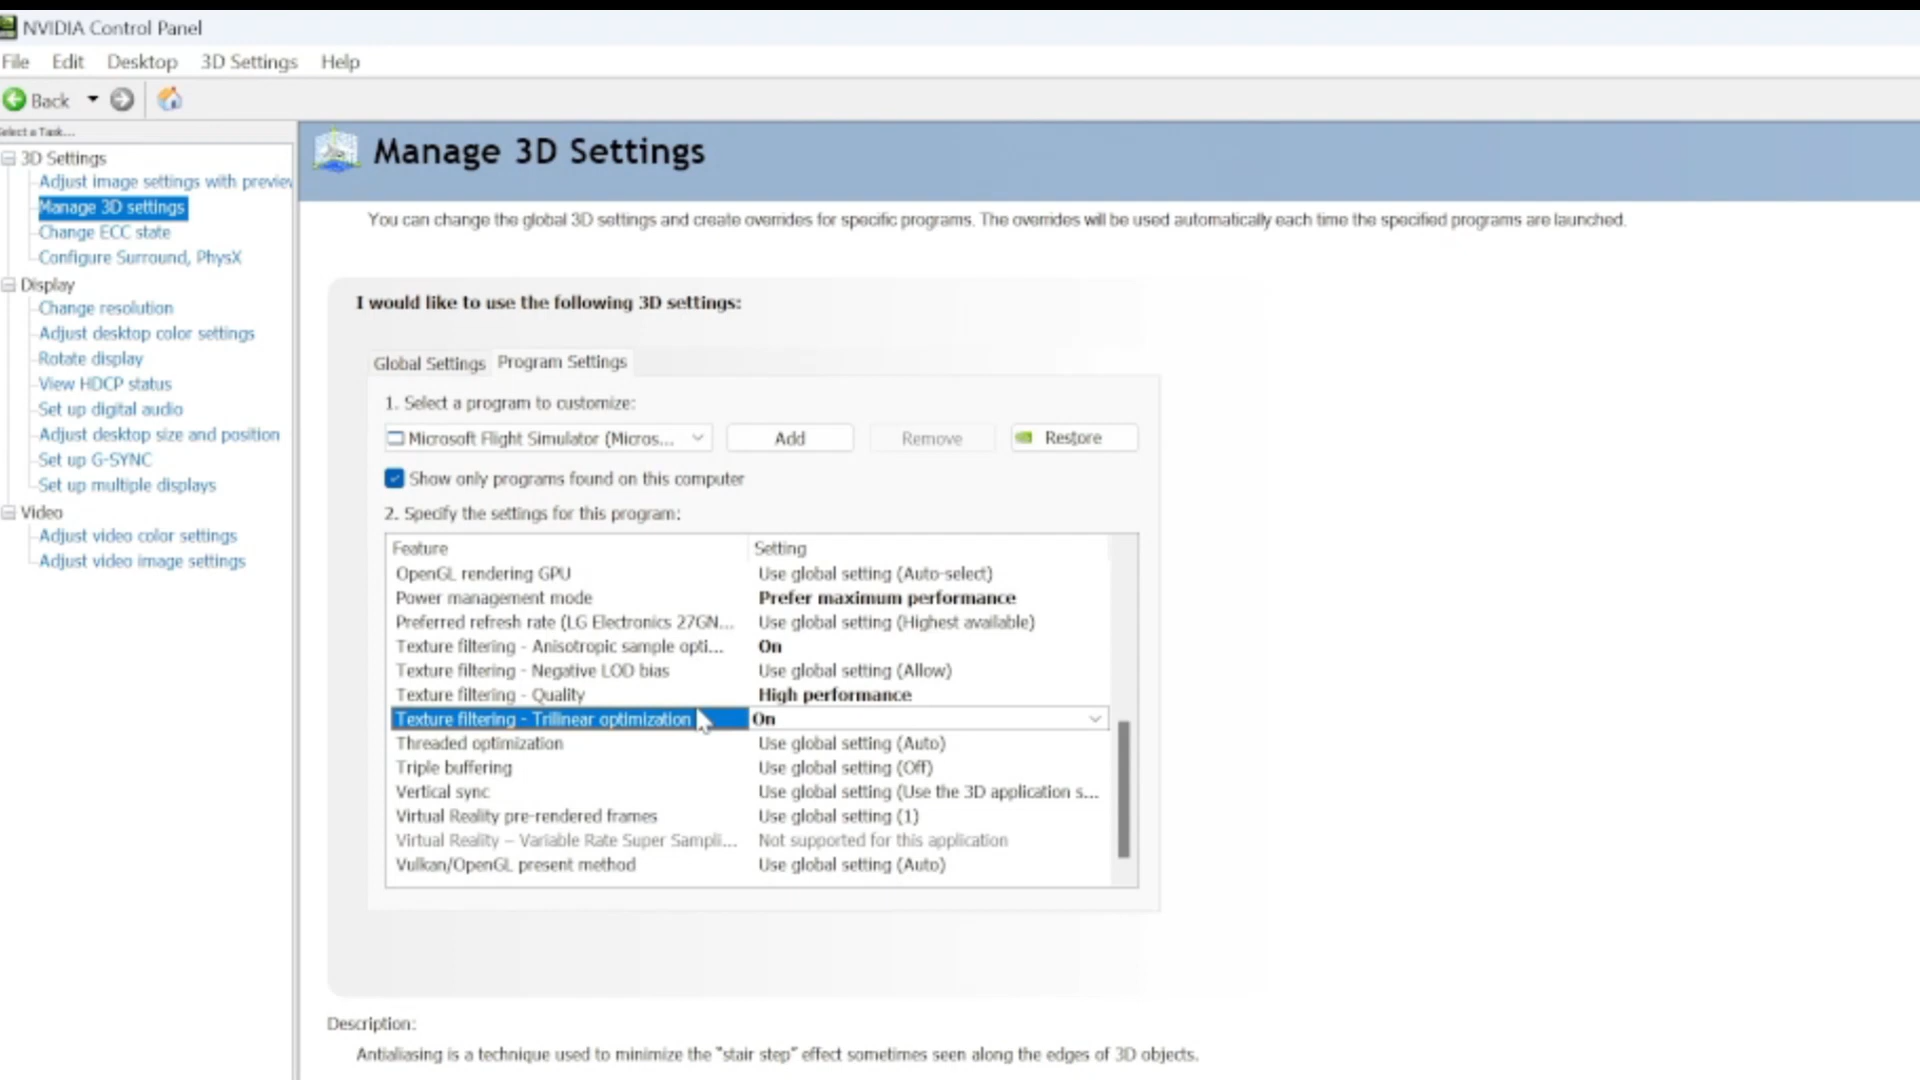 NVIDIA Control Panel
File Edit Desktop 3D Settings Help
Back
Select a Task...
3D Settings
Adjust image settings with preview
Manage 3D settings
Change ECC state
Configure Surround, PhysX
Display
Change resolution
Adjust desktop color settings
Rotate display
View HDCP status
Set up digital audio
Adjust desktop size and position
Set up G-SYNC
Set up multiple displays
Video
Adjust video color settings
Adjust video image settings
Manage 3D Settings
You can change the global 3D settings and create overrides for specific programs. The overrides will be used automatically each time the specified programs are launched.
I would like to use the following 3D settings:
Global Settings Program Settings
1. Select a program to customize:
Microsoft Flight Simulator (Micros... Add Remove Restore
Show only programs found on this computer
2. Specify the settings for this program:
Feature Setting
OpenGL rendering GPU Use global setting (Auto-select)
Power management mode Prefer maximum performance
Preferred refresh rate (LG Electronics 27GN... Use global setting (Highest available)
Texture filtering - Anisotropic sample opti... On
Texture filtering - Negative LOD bias Use global setting (Allow)
Texture filtering - Quality High performance
Texture filtering - Trilinear optimization On
Threaded optimization Use global setting (Auto)
Triple buffering Use global setting (Off)
Vertical sync Use global setting (Use the 3D application s...
Virtual Reality pre-rendered frames Use global setting (1)
Virtual Reality – Variable Rate Super Sampli... Not supported for this application
Vulkan/OpenGL present method Use global setting (Auto)
Description:
Antialiasing is a technique used to minimize the "stair step" effect sometimes seen along the edges of 3D objects.